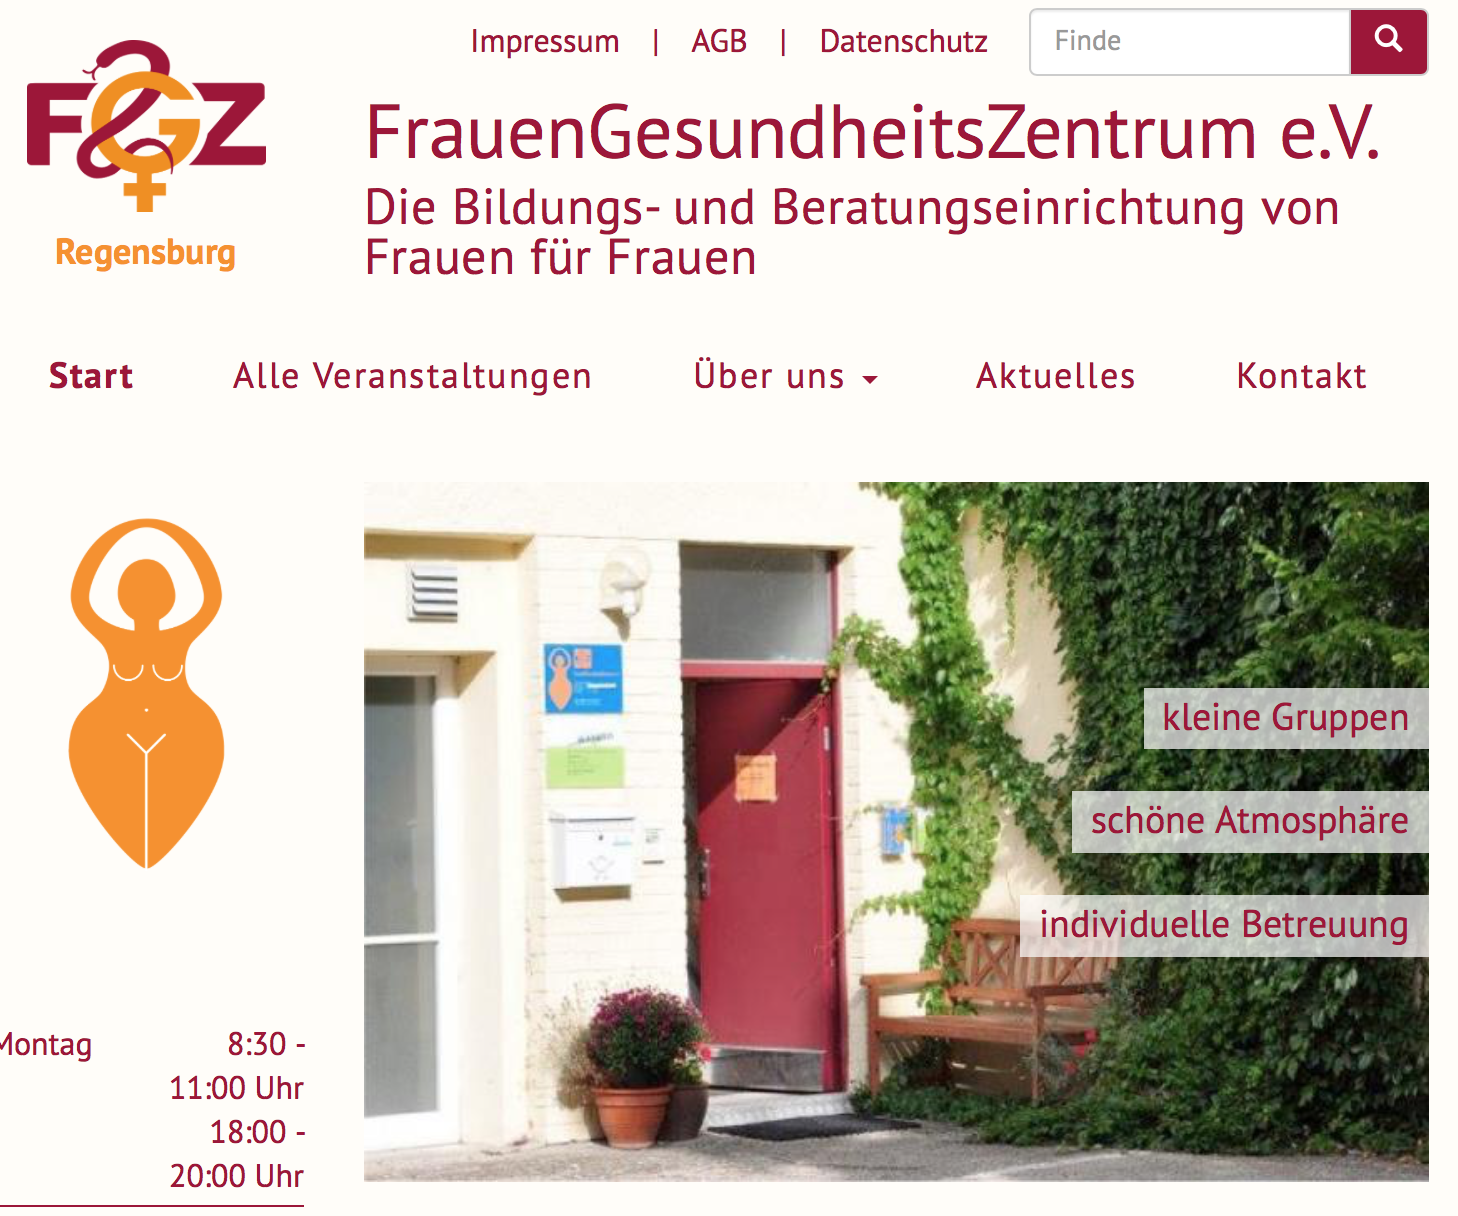 Impressum | AGB | Datenschutz
Finde
FGZ
Regensburg
FrauenGesundheitsZentrum e.V.
Die Bildungs- und Beratungseinrichtung von
Frauen für Frauen
Start
Alle Veranstaltungen
Über uns
Aktuelles
Kontakt
kleine Gruppen
schöne Atmosphäre
individuelle Betreuung
Montag 8:30 -
11:00 Uhr
18:00 -
20:00 Uhr